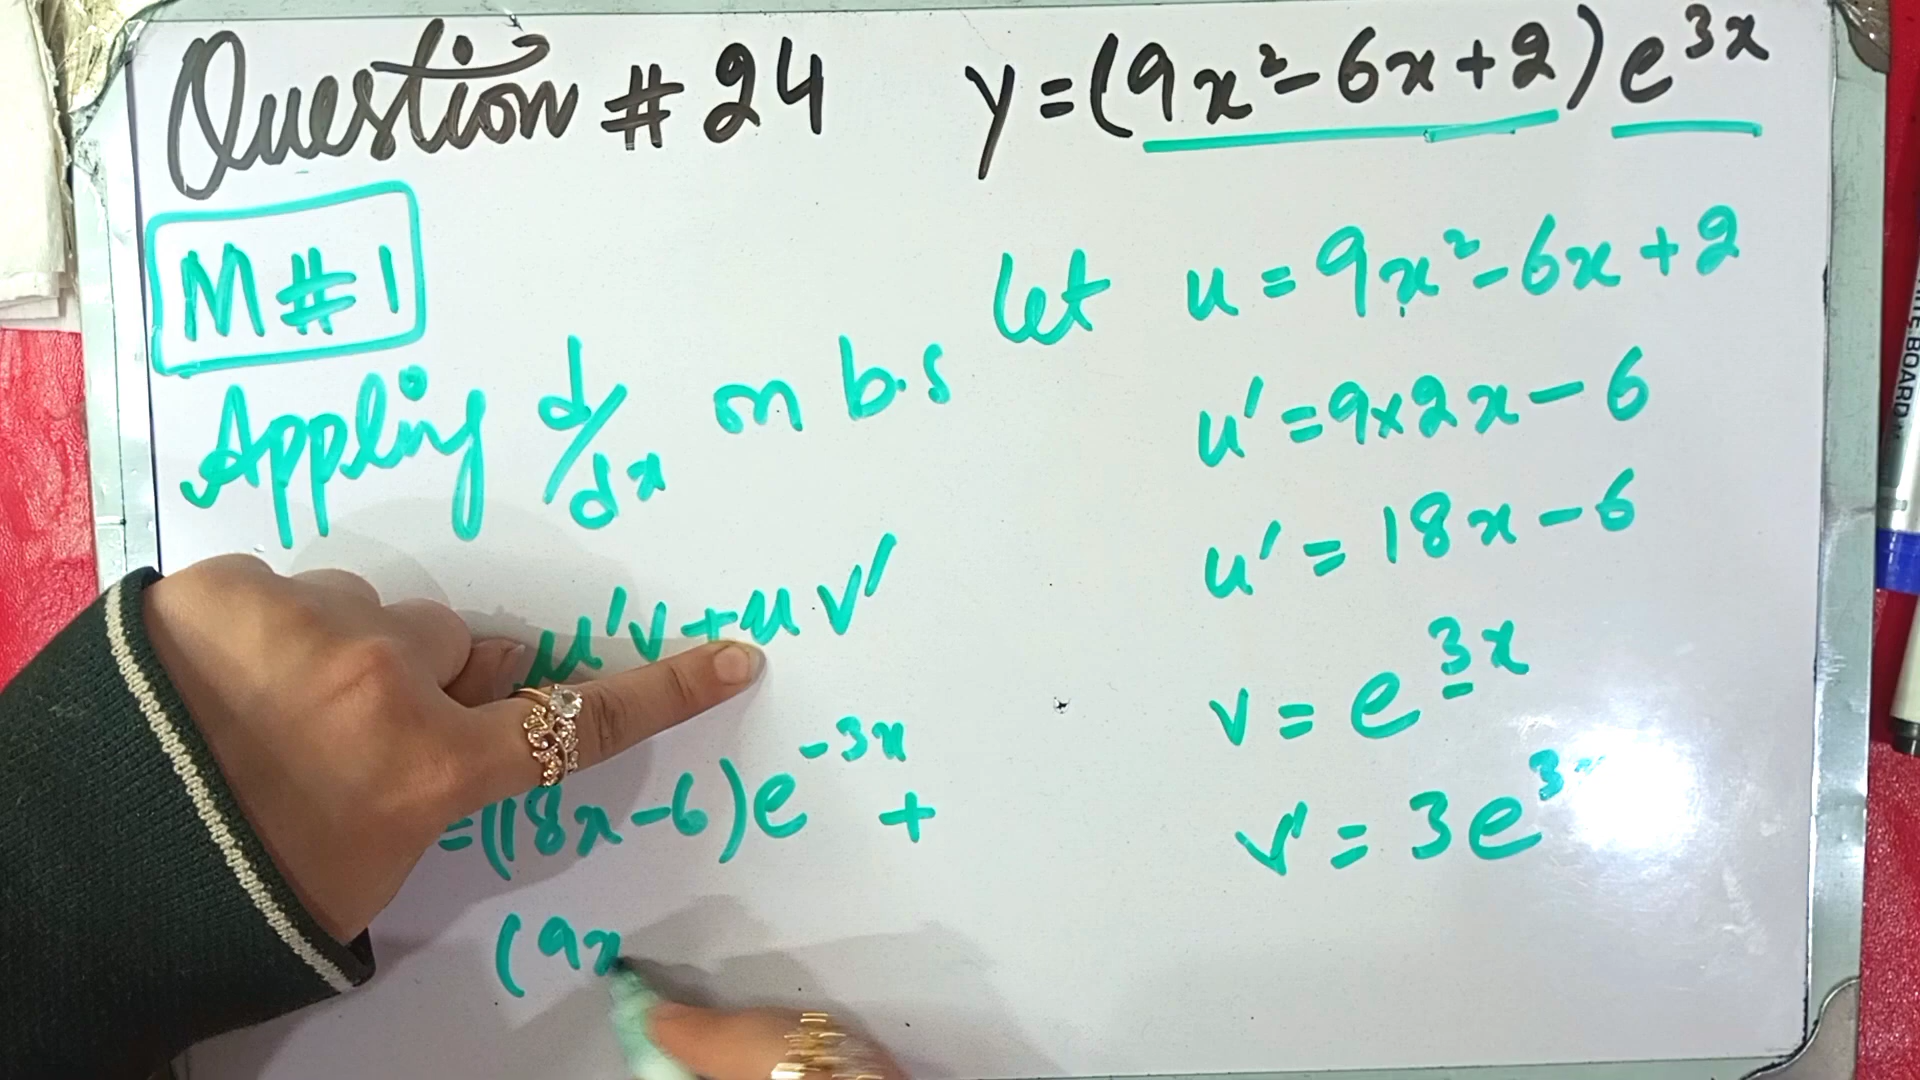 Question # 24 y=(9x²-6x+2)e^3x
M#1
Appling d/dx on b.s
let u = 9x²-6x+2
u' = 9x2x-6
u' = 18x-6
u'v+uv'
v = e^3x
=(18x-6)e^-3x +
v' = 3e^3x
(9x